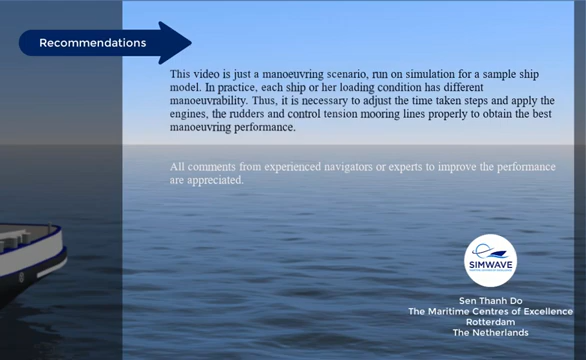 Recommendations
This video is just a manoeuvring scenario, run on simulation for a sample ship
model. In practice, each ship or her loading condition has different
manoeuvrability. Thus, it is necessary to adjust the time taken steps and apply the
engines, the rudders and control tension mooring lines properly to obtain the best
manoeuvring performance.
All comments from experienced navigators or experts to improve the performance
are appreciated.
SIMWAVE
Sen Thanh Do
The Maritime Centres of Excellence
Rotterdam
The Netherlands